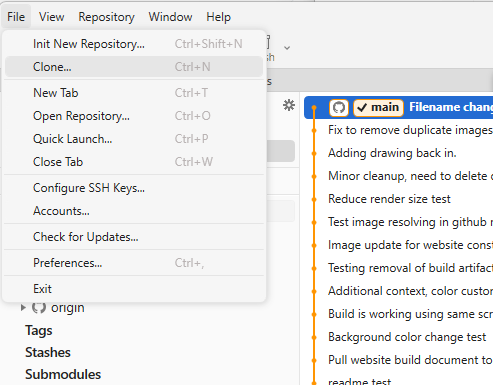 File View Repository Window Help
Init New Repository... Ctrl+Shift+N
Clone... Ctrl+N
New Tab Ctrl+T
Open Repository... Ctrl+O
Quick Launch... Ctrl+P
Close Tab Ctrl+W
Configure SSH Keys...
Accounts...
Check for Updates...
Preferences... Ctrl+,
Exit
origin
Tags
Stashes
Submodules
main Filename chang
Fix to remove duplicate images
Adding drawing back in.
Minor cleanup, need to delete
Reduce render size test
Test image resolving in github
Image update for website const
Testing removal of build artifac
Additional context, color custom
Build is working using same scr
Background color change test
Pull website build document to
readme test